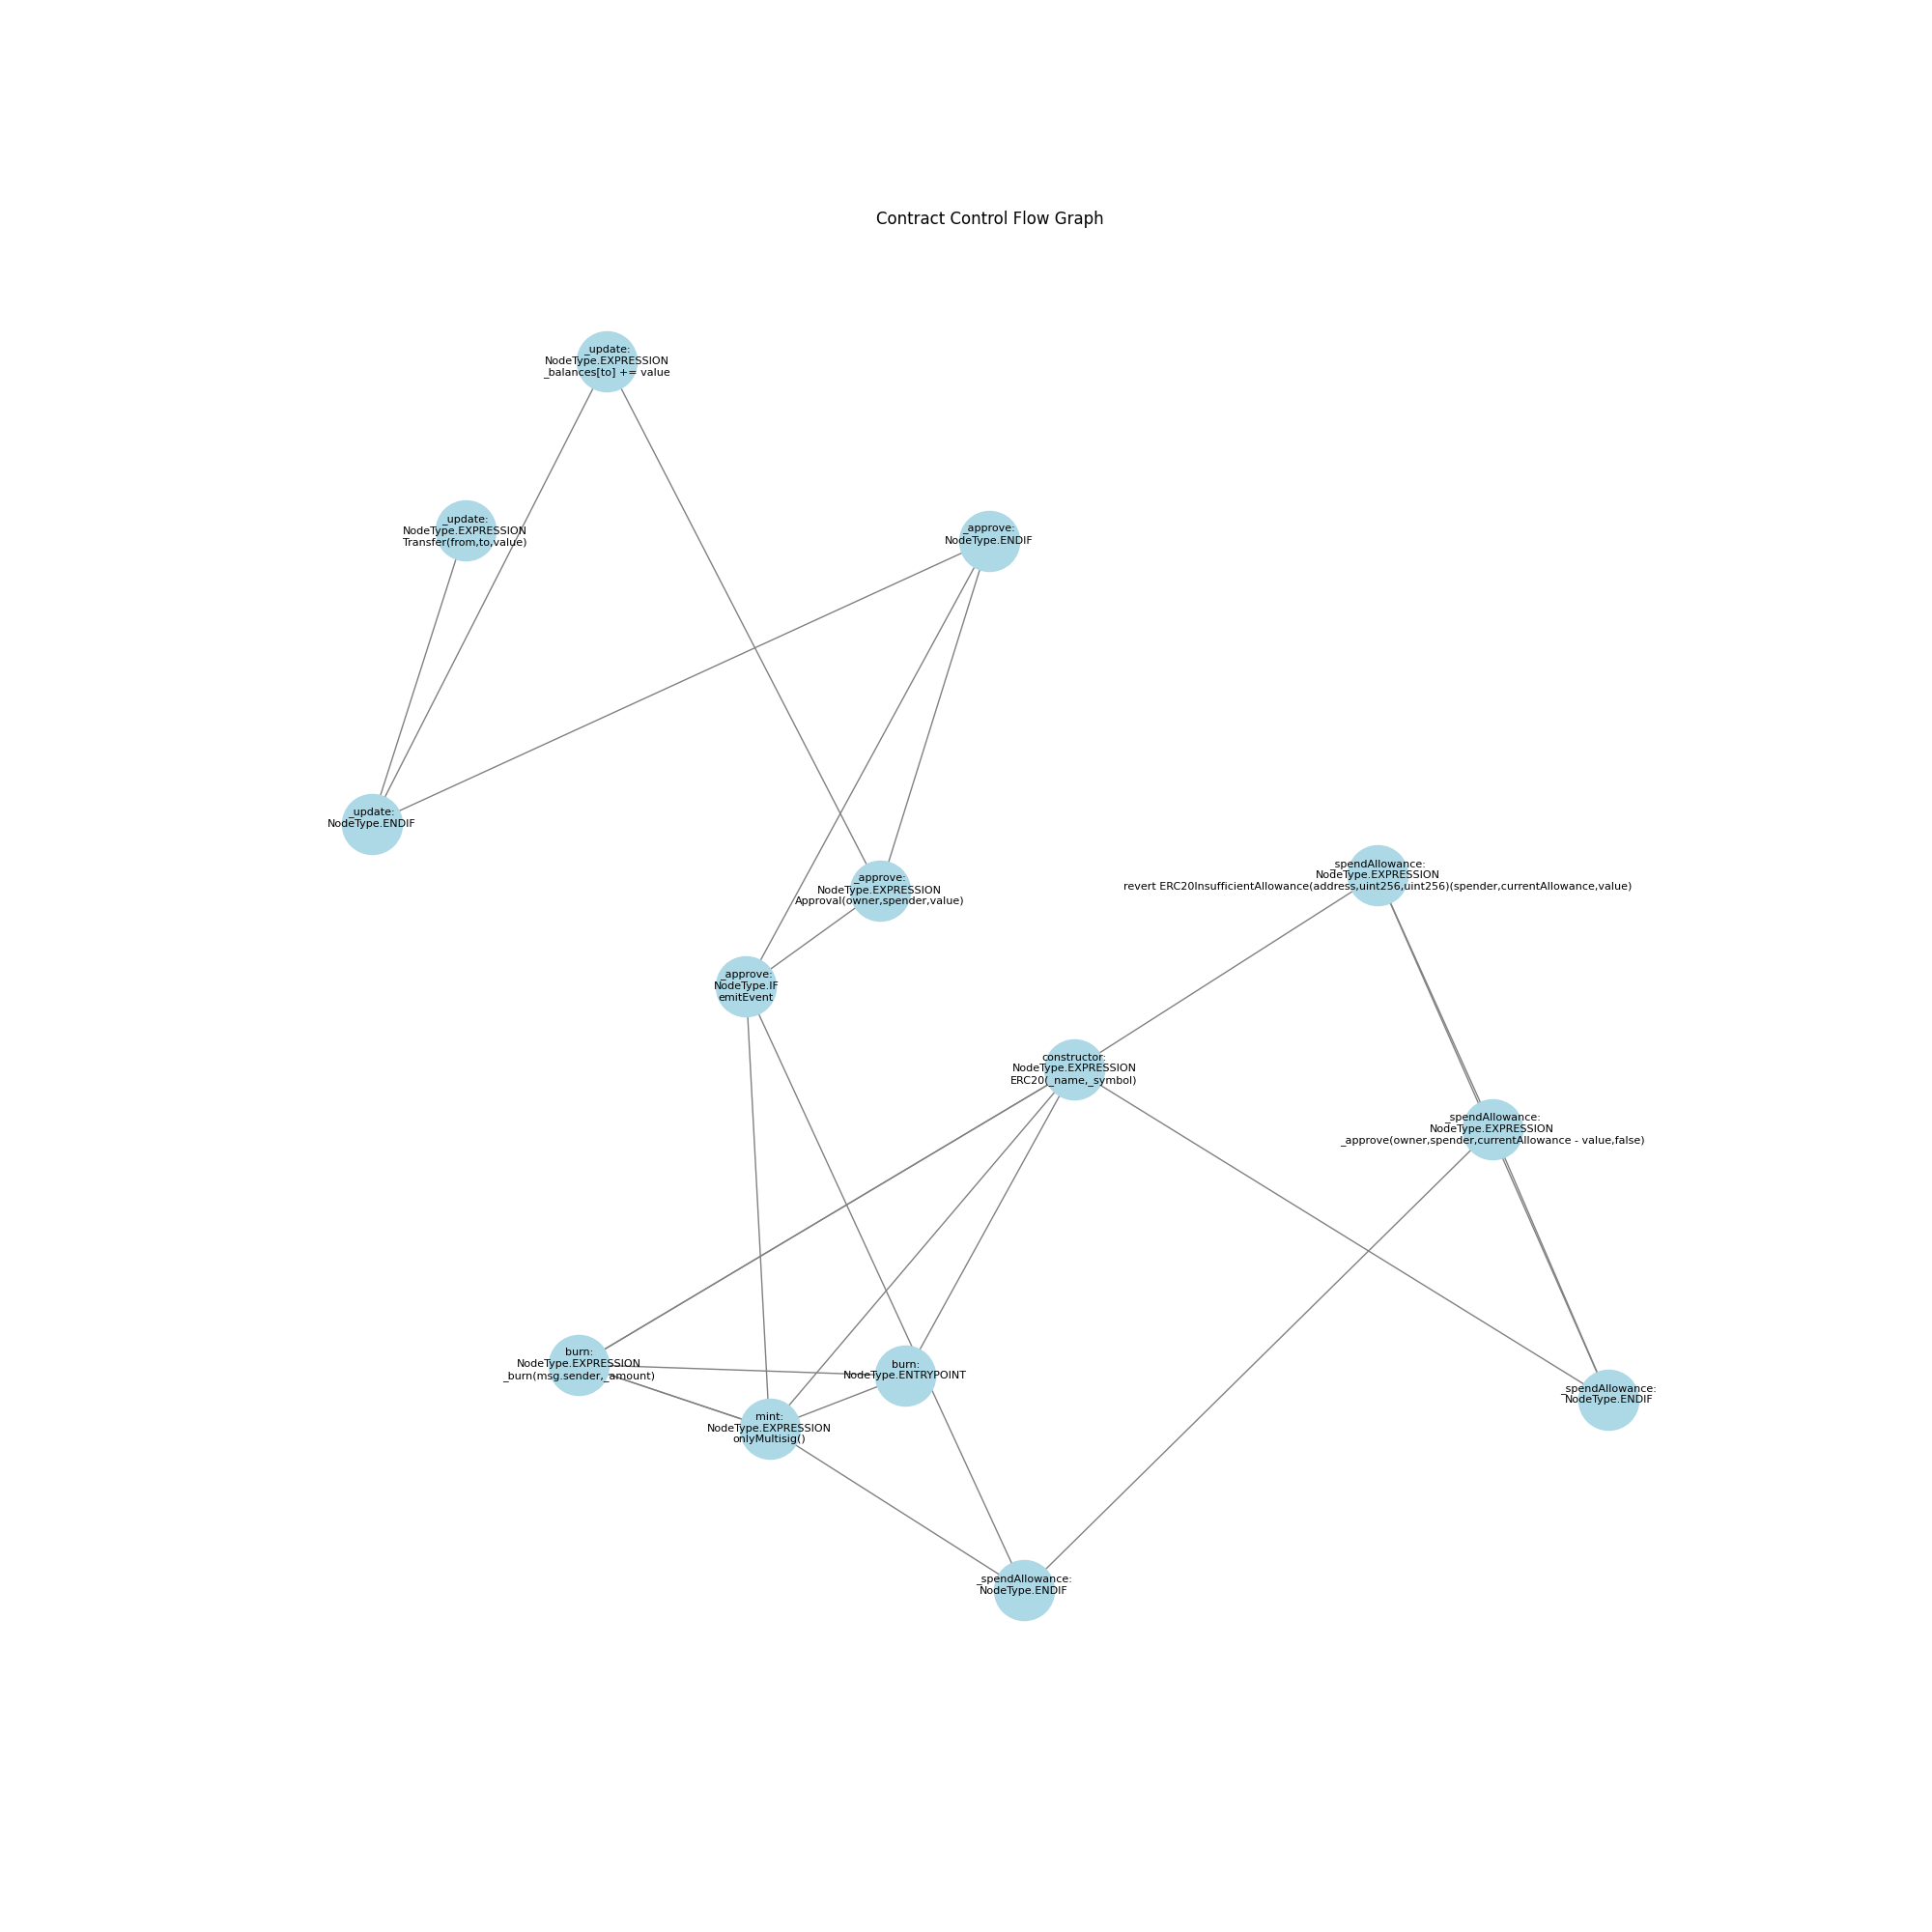 Contract Control Flow Graph
_update:
NodeType.EXPRESSION
_balances[to] += value
_update:
NodeType.EXPRESSION
Transfer(from,to,value)
_approve:
NodeType.ENDIF
_update:
NodeType.ENDIF
_approve:
NodeType.EXPRESSION
Approval(owner,spender,value)
_spendAllowance:
NodeType.EXPRESSION
revert ERC20InsufficientAllowance(address,uint256,uint256)(spender,currentAllowance,value)
_approve:
NodeType.IF
emitEvent
constructor:
NodeType.EXPRESSION
ERC20(_name,_symbol)
_spendAllowance:
NodeType.EXPRESSION
_approve(owner,spender,currentAllowance - value,false)
burn:
NodeType.EXPRESSION
_burn(msg.sender,_amount)
burn:
NodeType.ENTRYPOINT
mint:
NodeType.EXPRESSION
onlyMultisig()
_spendAllowance:
NodeType.ENDIF
_spendAllowance:
NodeType.ENDIF